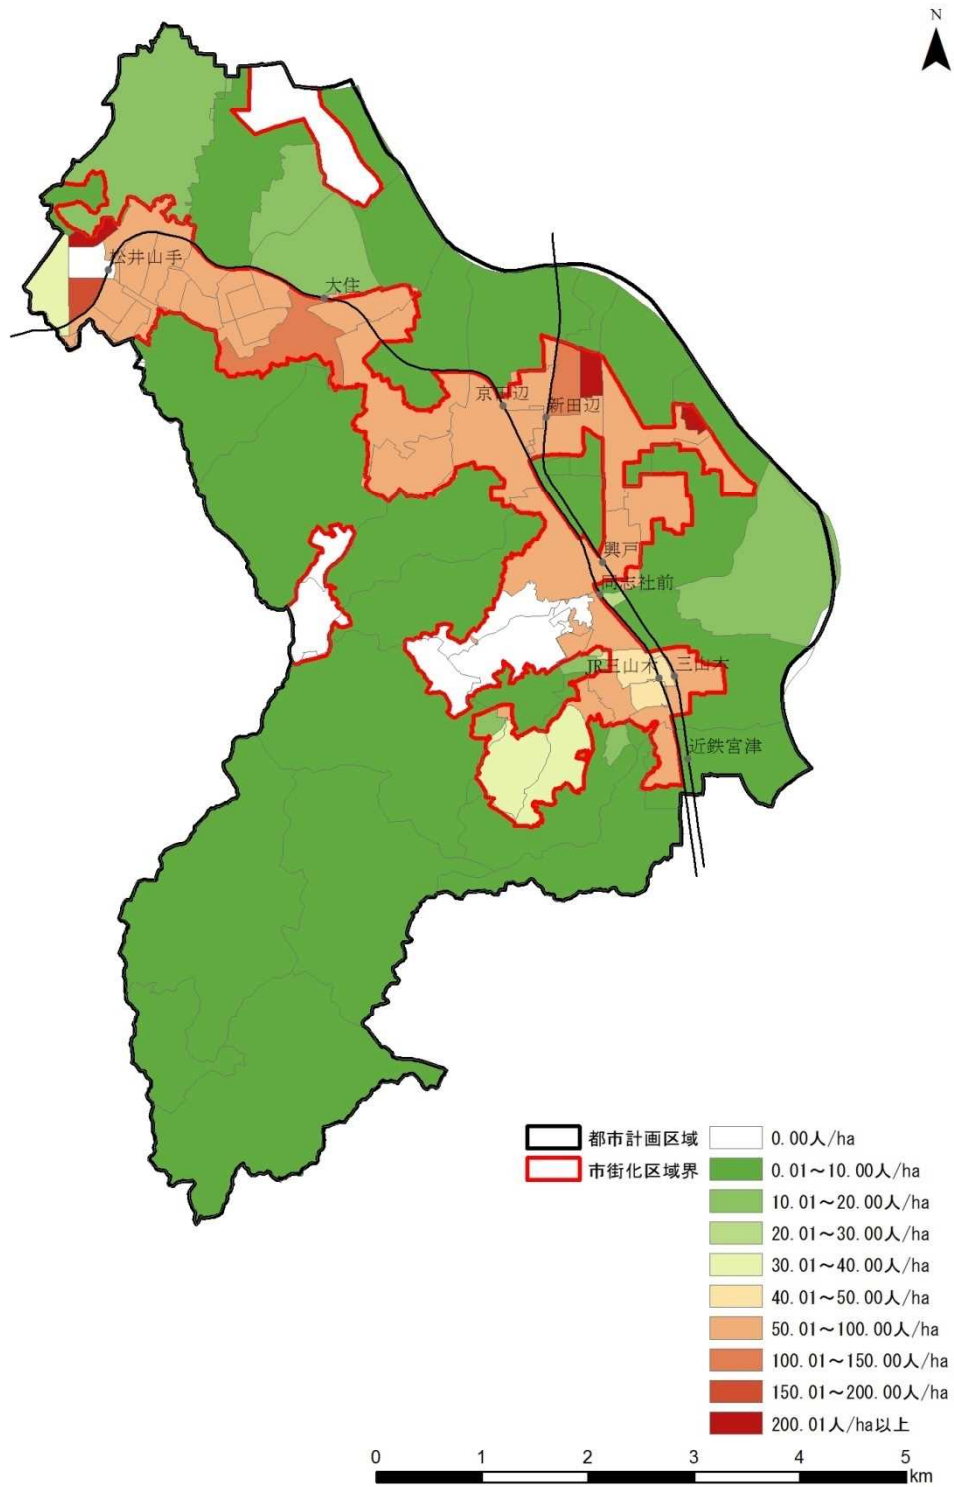 N
松井山手
大住
京田辺
新田辺
興戸
同志社前
JR三山木
三山木
近鉄宮津
都市計画区域
市街化区域界
0.00人/ha
0.01～10.00人/ha
10.01～20.00人/ha
20.01～30.00人/ha
30.01～40.00人/ha
40.01～50.00人/ha
50.01～100.00人/ha
100.01～150.00人/ha
150.01～200.00人/ha
200.01人/ha以上
0 1 2 3 4 5
km